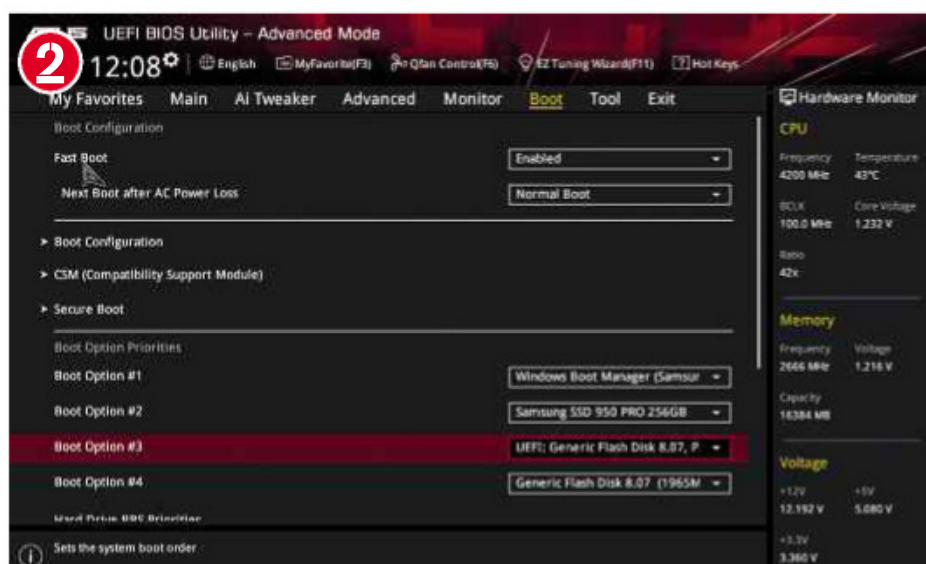 UEFI BIOS Utility – Advanced Mode
2
12:08 English MyFavorite(F3) Qfan Control(F6) EZ Tuning Wizard(F11) ? Hot Keys
My Favorites Main Ai Tweaker Advanced Monitor Boot Tool Exit
Hardware Monitor
Boot Configuration
Fast Boot Enabled
Next Boot after AC Power Loss Normal Boot
> Boot Configuration
> CSM (Compatibility Support Module)
> Secure Boot
Boot Option Priorities
Boot Option #1 Windows Boot Manager (Samsur
Boot Option #2 Samsung SSD 950 PRO 256GB
Boot Option #3 UEFI: Generic Flash Disk 8.07, P
Boot Option #4 Generic Flash Disk 8.07 (1965M
Hard Drive BBS Priorities
Sets the system boot order
CPU
Frequency Temperature
4200 MHz 43°C
BCLK Core Voltage
100.0 MHz 1.232 V
Ratio
42x
Memory
Frequency Voltage
2666 MHz 1.216 V
Capacity
16384 MB
Voltage
+12V +5V
12.192 V 5.080 V
+3.3V
3.360 V